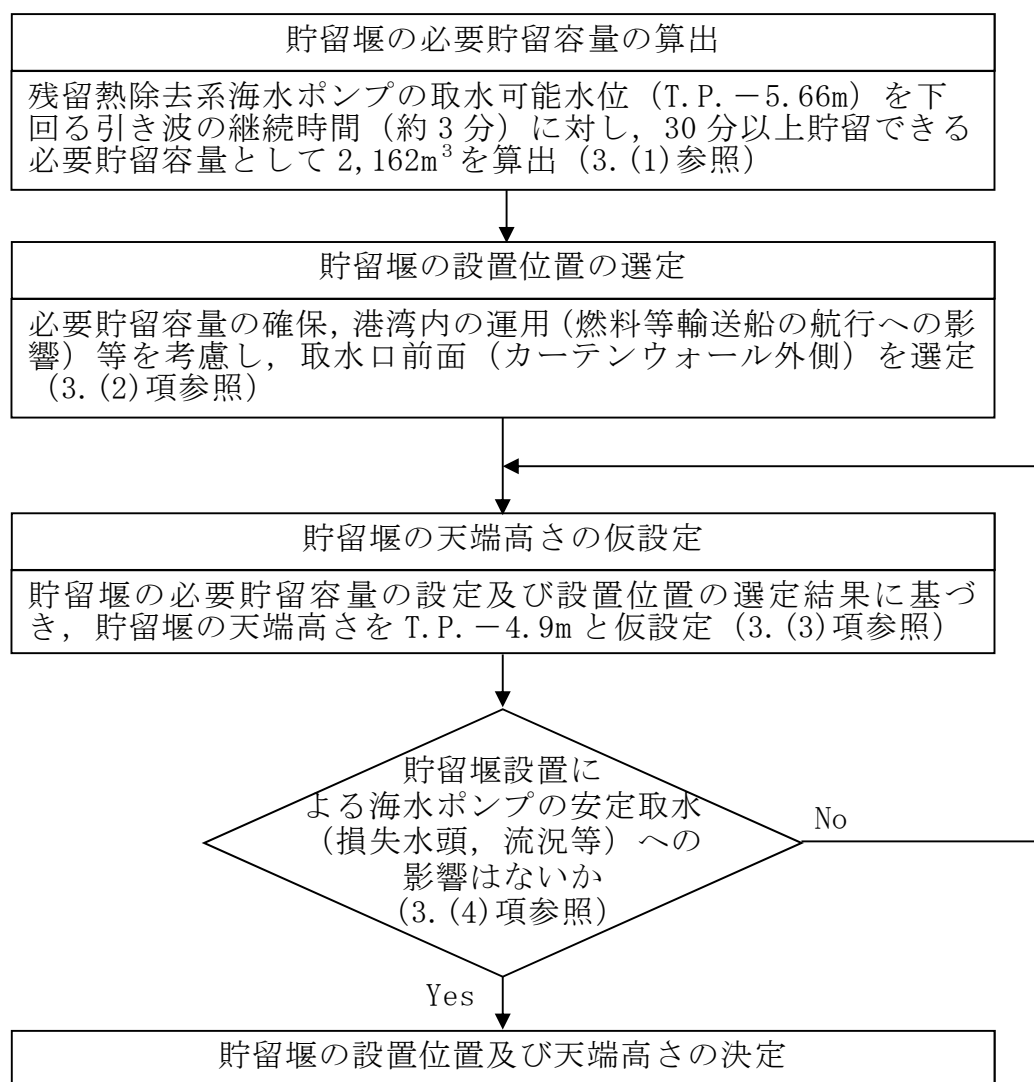 貯留堰の必要貯留容量の算出
残留熱除去系海水ポンプの取水可能水位（T.P.－5.66m）を下
回る引き波の継続時間（約3分）に対し，30分以上貯留できる
必要貯留容量として2,162m³を算出（3.(1)参照）
貯留堰の設置位置の選定
必要貯留容量の確保，港湾内の運用（燃料等輸送船の航行への影
響）等を考慮し，取水口前面（カーテンウォール外側）を選定
（3.(2)項参照）
貯留堰の天端高さの仮設定
貯留堰の必要貯留容量の設定及び設置位置の選定結果に基づ
き，貯留堰の天端高さをT.P.－4.9mと仮設定（3.(3)項参照）
貯留堰設置に
よる海水ポンプの安定取水
（損失水頭，流況等）への
影響はないか
（3.(4)項参照）
No
Yes
貯留堰の設置位置及び天端高さの決定